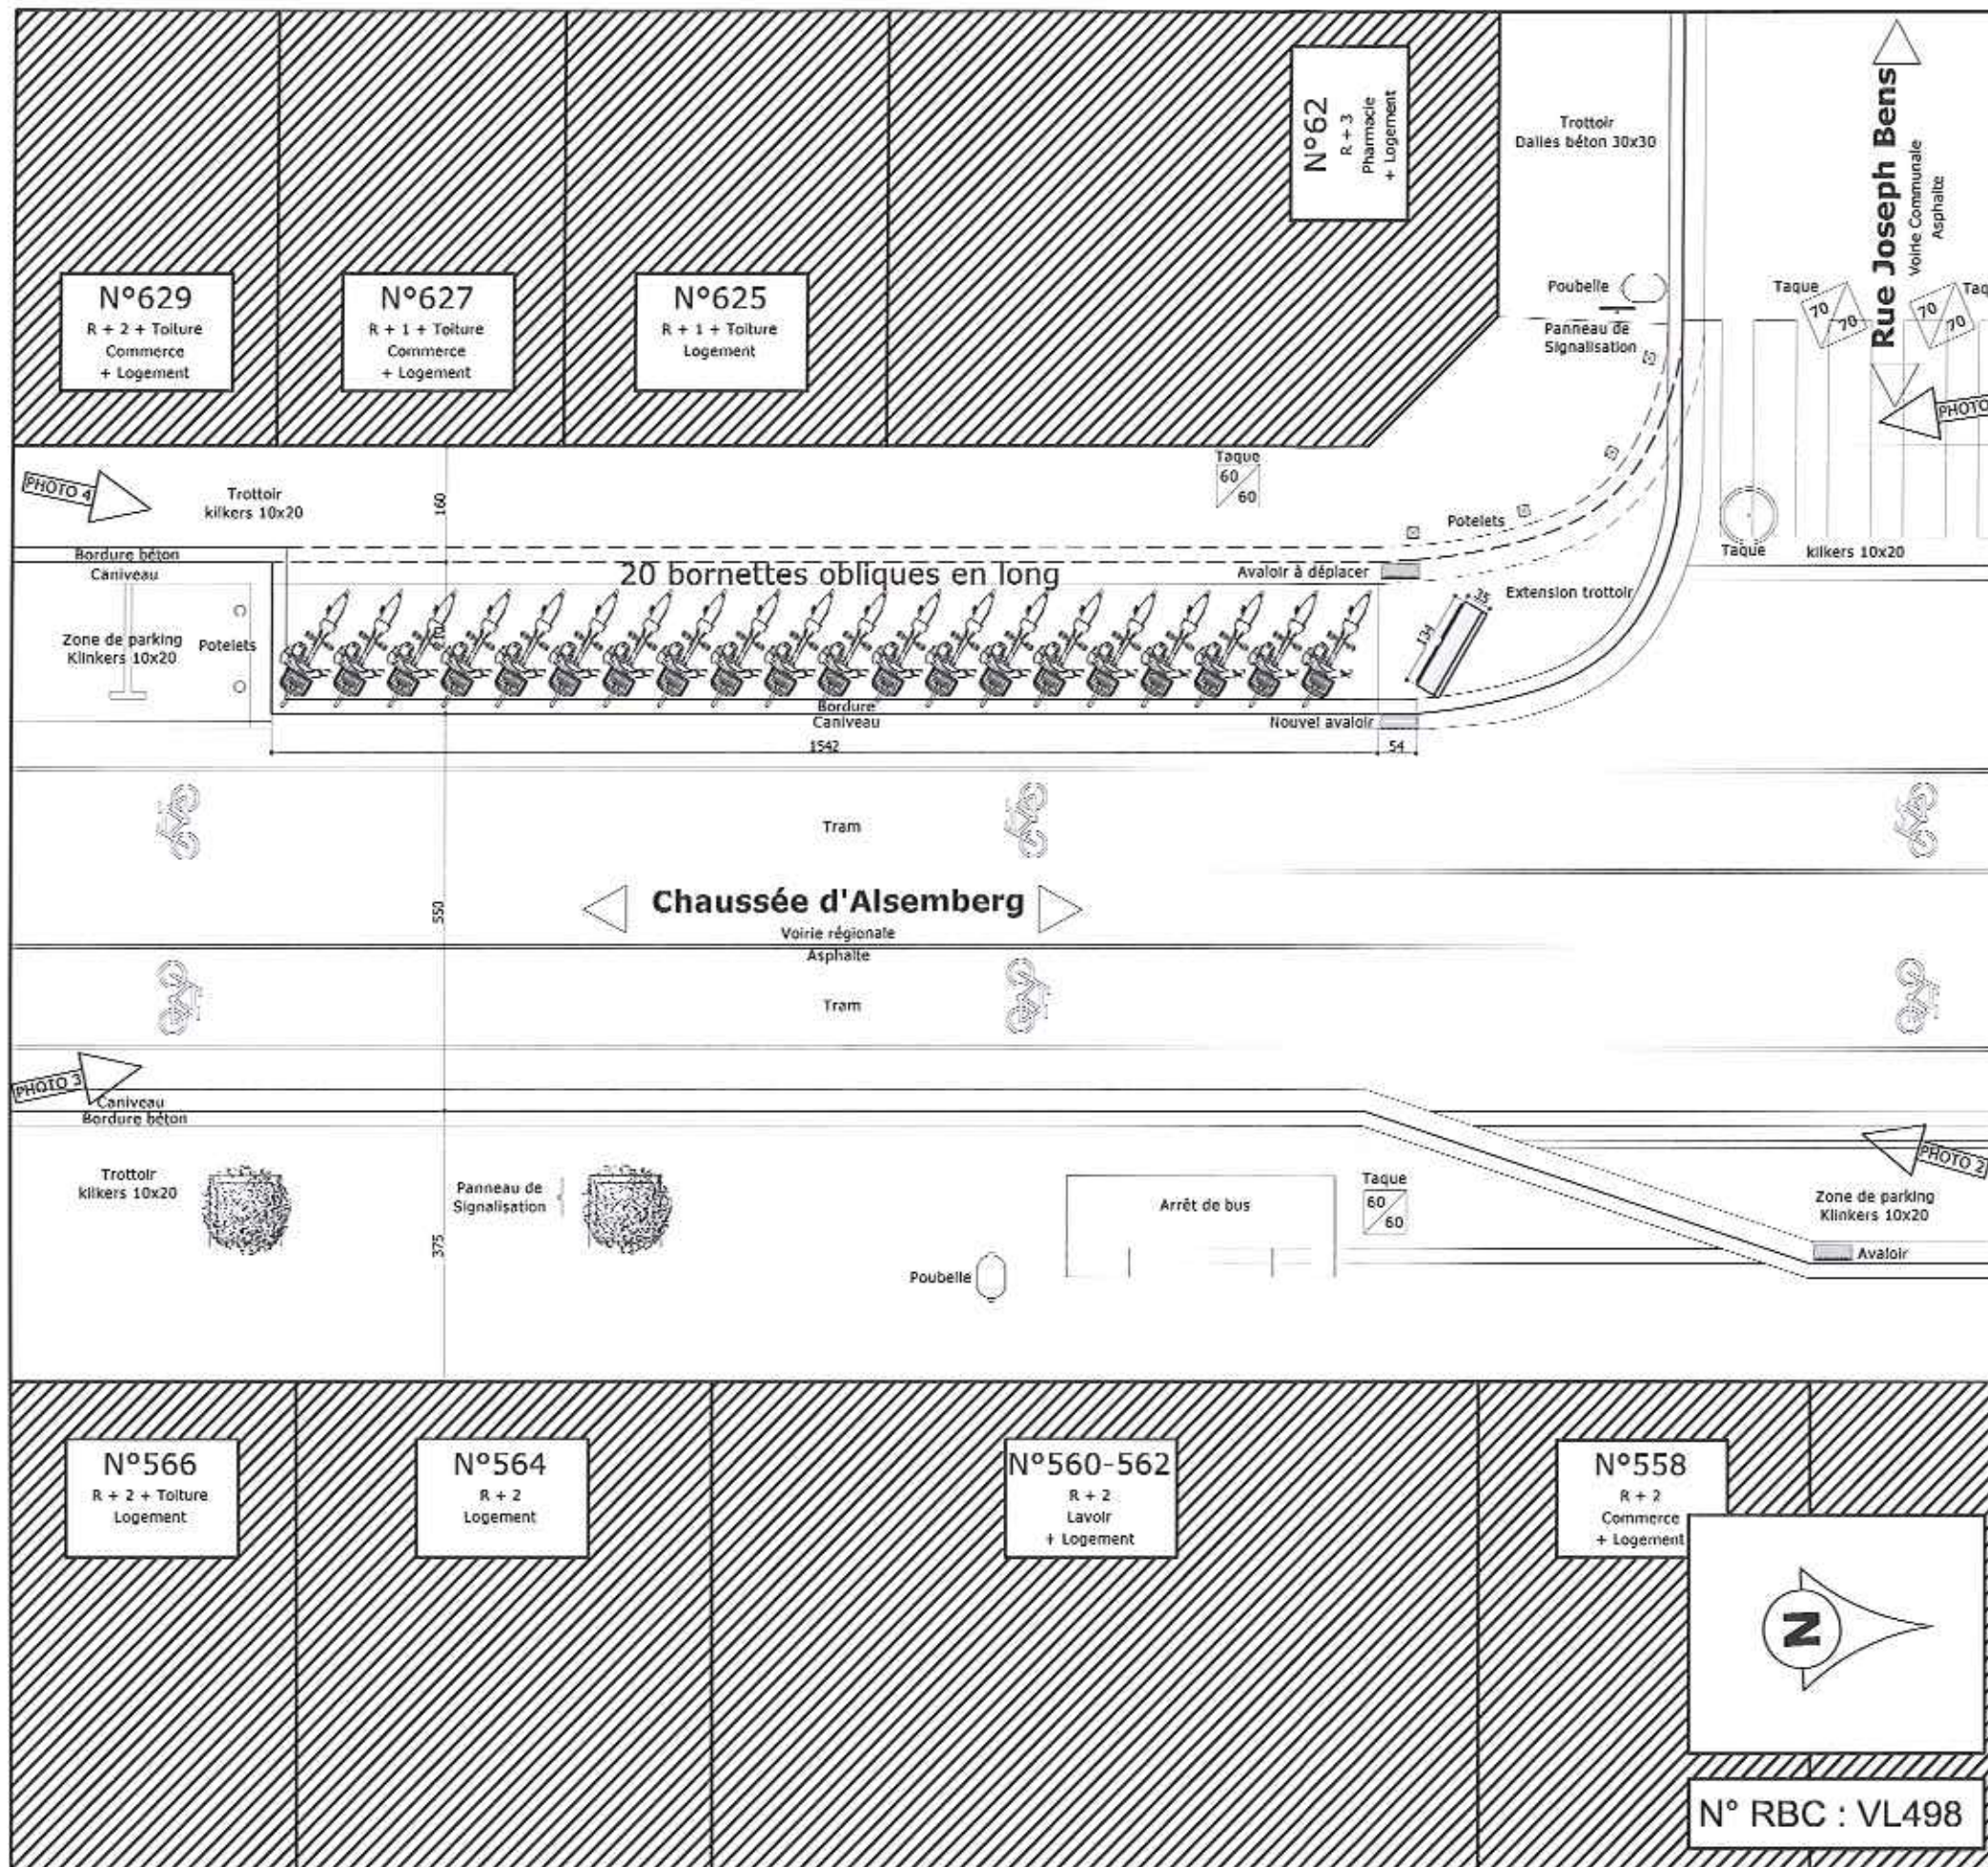 N°62
R + 3
Pharmacie
+ Logement
Trottoir
Dalles béton 30x30
Rue Joseph Bens
Voirie Communale
Asphalte
N°629
R + 2 + Toiture
Commerce
+ Logement
N°627
R + 1 + Toiture
Commerce
+ Logement
N°625
R + 1 + Toiture
Logement
Poubelle
Panneau de
Signalisation
Taque
70
70
70
70
PHOTO
PHOTO 4
Trottoir
kilkers 10x20
160
Taque
60
60
Potelets
Taque
kilkers 10x20
Bordure béton
Caniveau
20 bornettes obliques en long
Avaloir à déplacer
Extension trottoir
35
134
Zone de parking
Klinkers 10x20
Potelets
Bordure
Caniveau
Nouvel avaloir
1542
54
Tram
Chaussée d'Alsemberg
Voirie régionale
Asphalte
550
Tram
PHOTO 3
Caniveau
Bordure béton
PHOTO 2
Trottoir
kilkers 10x20
Panneau de
Signalisation
375
Arrêt de bus
Taque
60
60
Zone de parking
Klinkers 10x20
Avaloir
Poubelle
N°566
R + 2 + Toiture
Logement
N°564
R + 2
Logement
N°560-562
R + 2
Lavoir
+ Logement
N°558
R + 2
Commerce
+ Logement
N
N° RBC : VL498